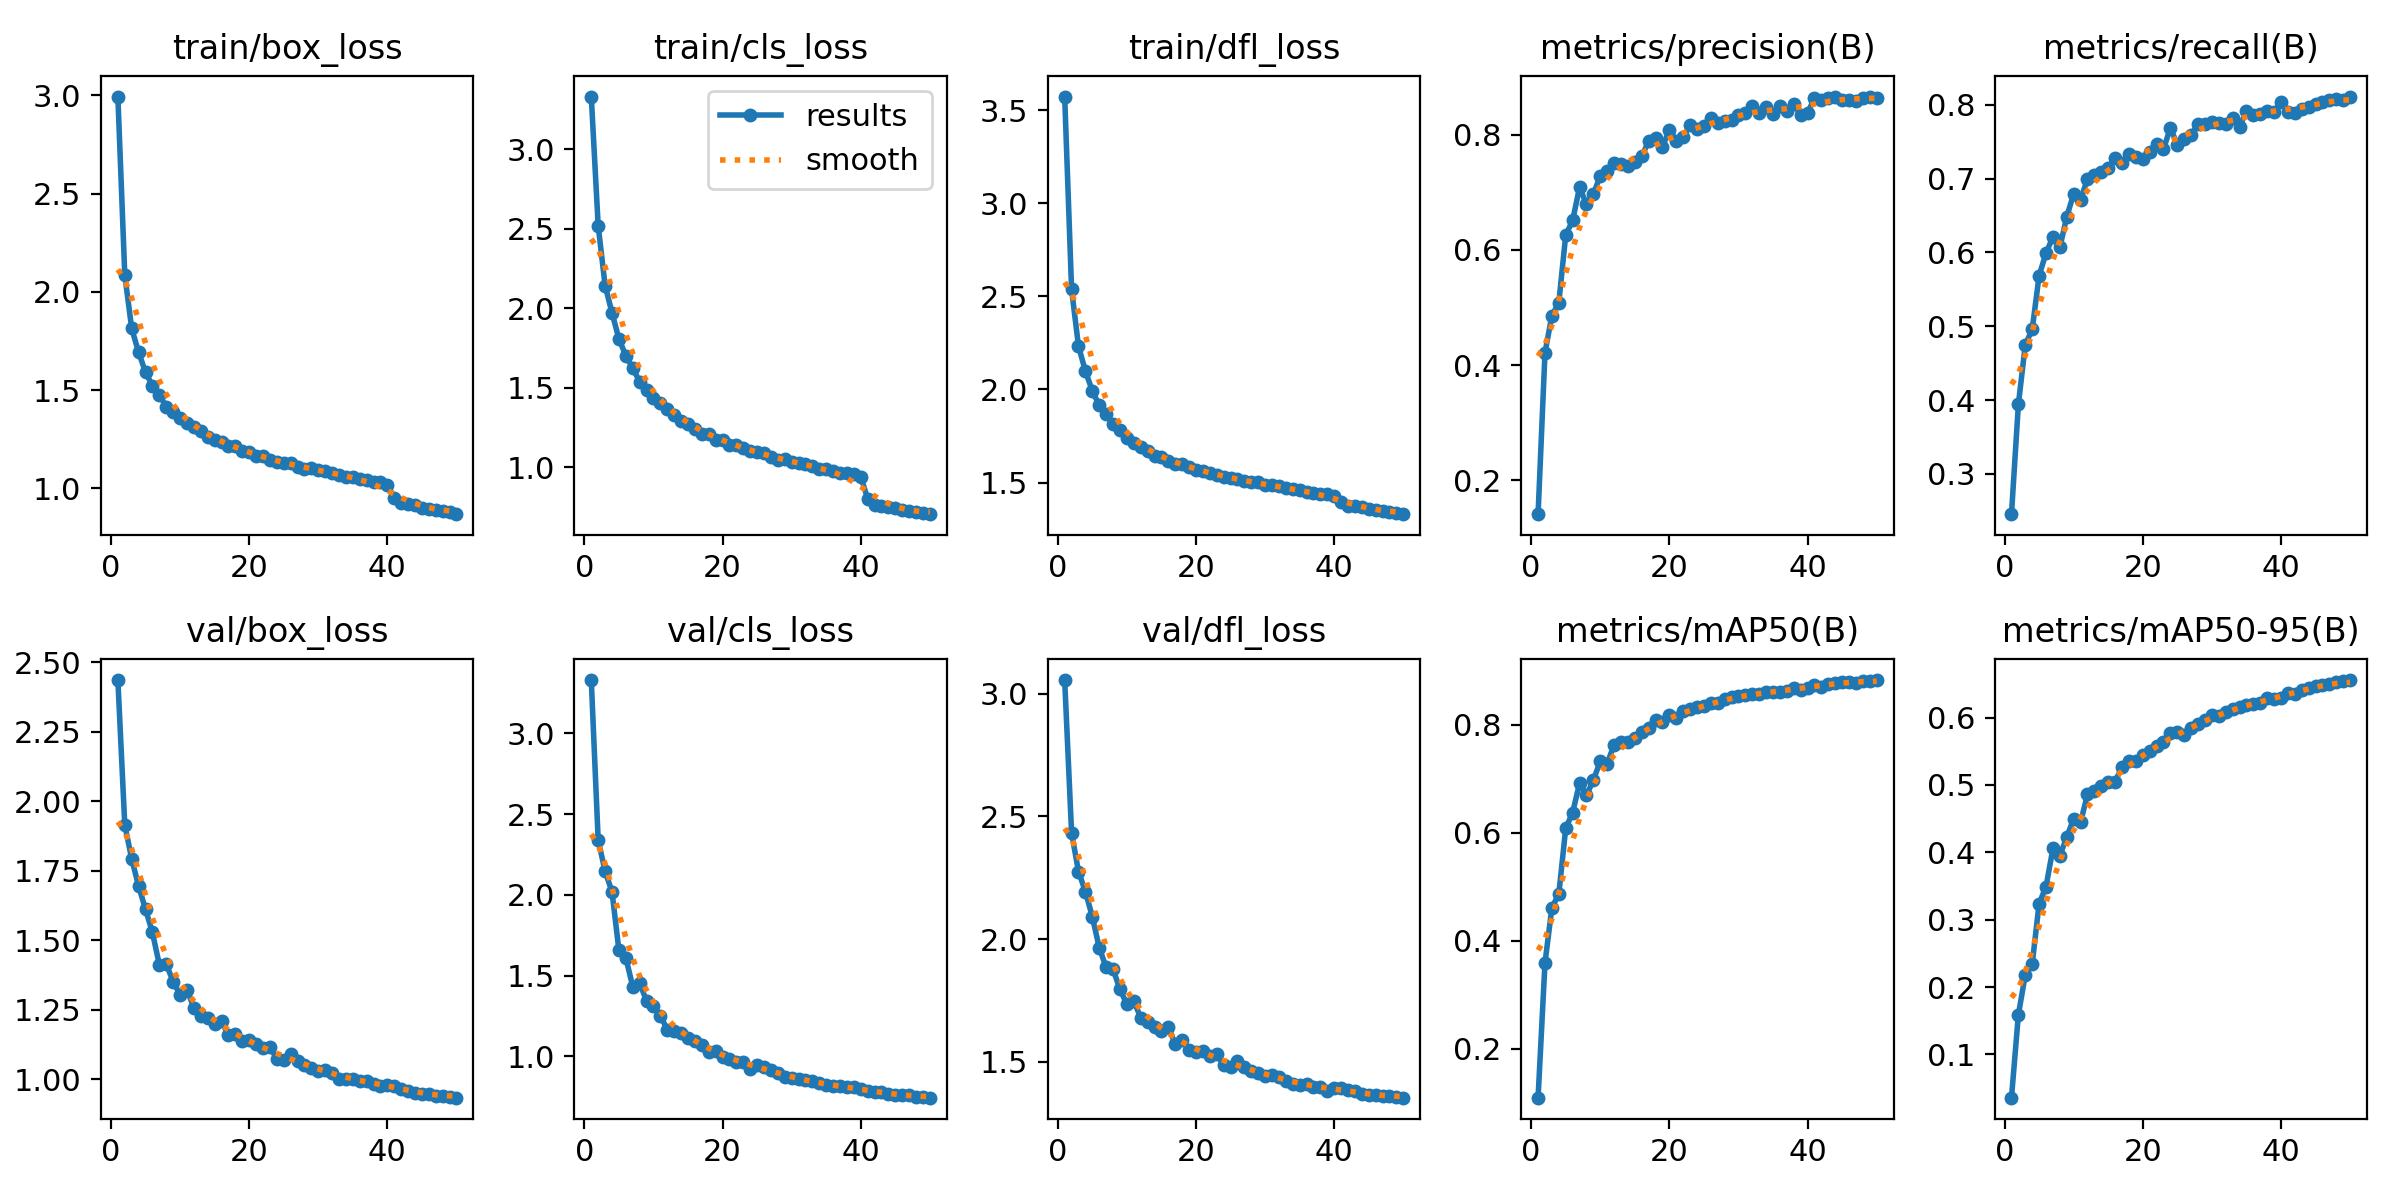 train/box_loss
3.0
2.5
2.0
1.5
1.0
0 20 40
train/cls_loss
results
smooth
3.0
2.5
2.0
1.5
1.0
0 20 40
train/dfl_loss
3.5
3.0
2.5
2.0
1.5
0 20 40
metrics/precision(B)
0.8
0.6
0.4
0.2
0 20 40
metrics/recall(B)
0.8
0.7
0.6
0.5
0.4
0.3
0 20 40
val/box_loss
2.50
2.25
2.00
1.75
1.50
1.25
1.00
0 20 40
val/cls_loss
3.0
2.5
2.0
1.5
1.0
0 20 40
val/dfl_loss
3.0
2.5
2.0
1.5
0 20 40
metrics/mAP50(B)
0.8
0.6
0.4
0.2
0 20 40
metrics/mAP50-95(B)
0.6
0.5
0.4
0.3
0.2
0.1
0 20 40